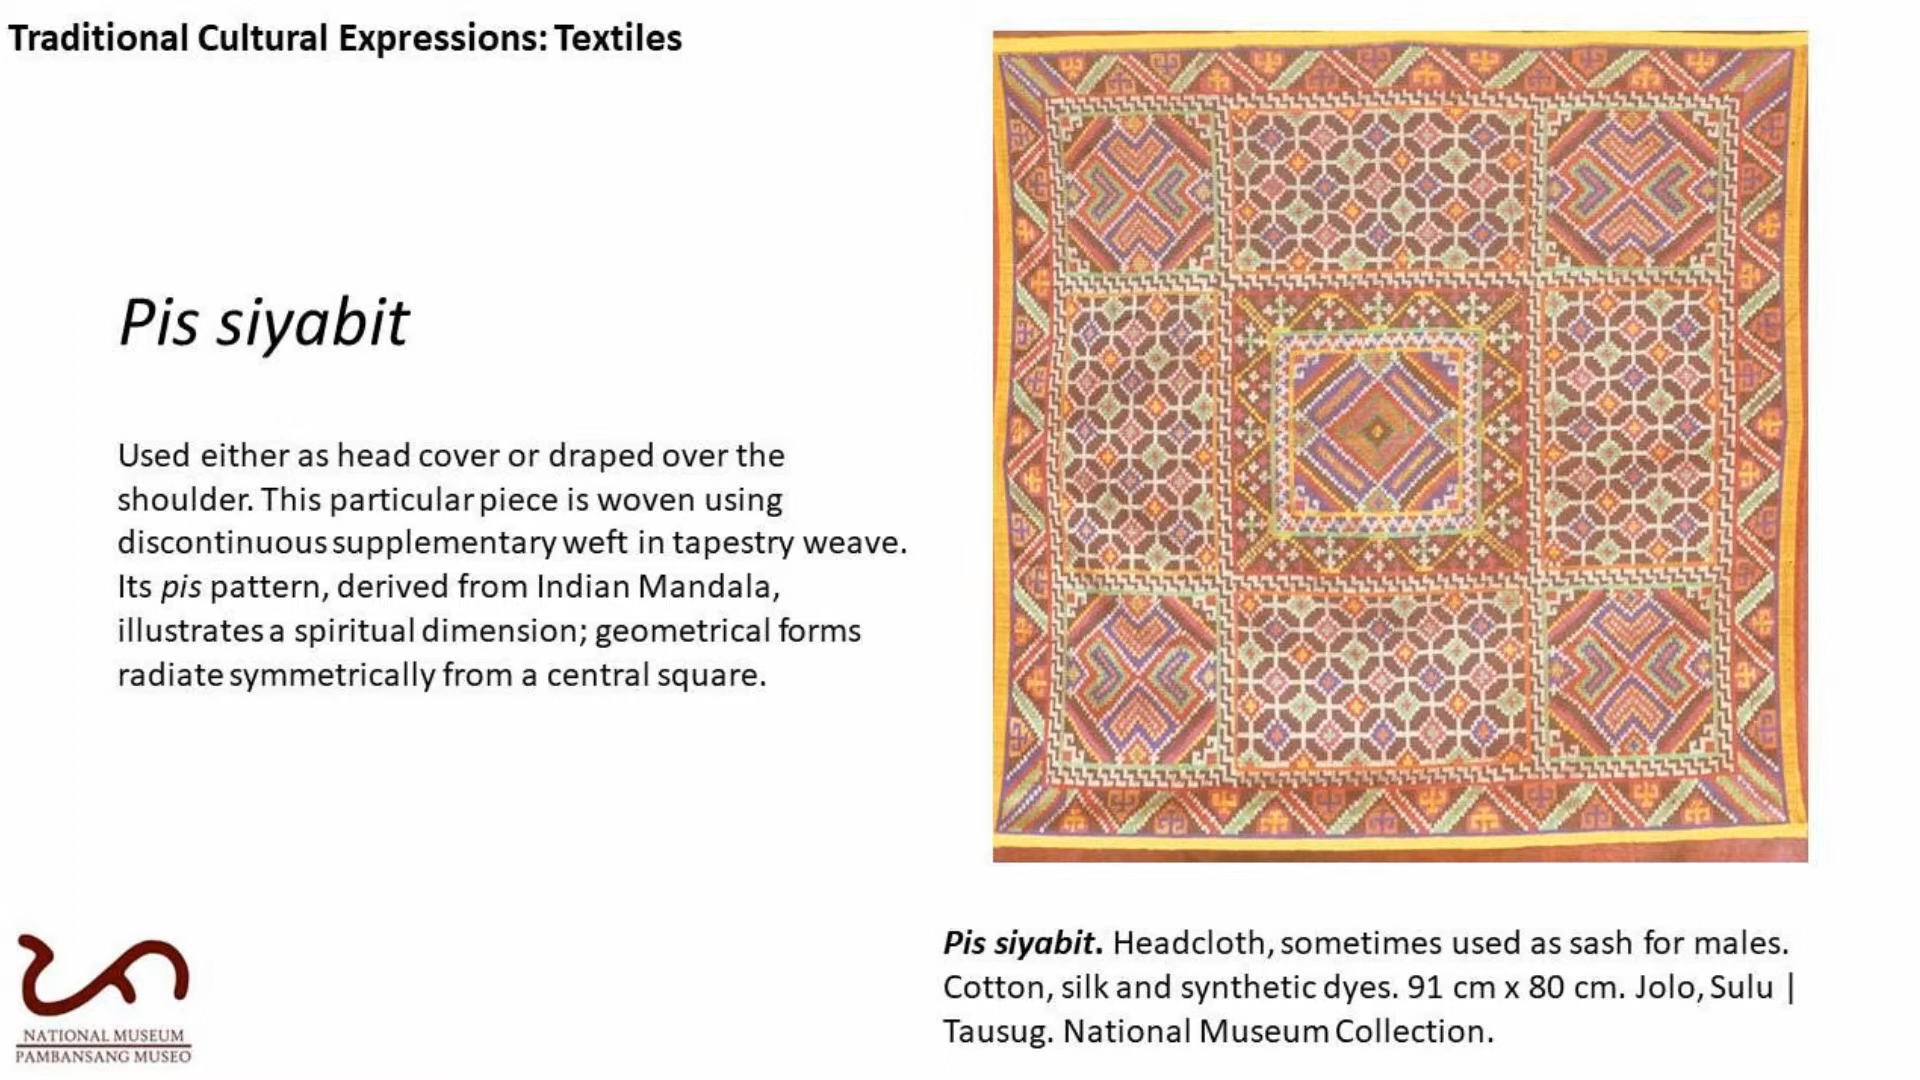 Traditional Cultural Expressions: Textiles
Pis siyabit
Used either as head cover or draped over the
shoulder. This particular piece is woven using
discontinuous supplementary weft in tapestry weave.
Its pis pattern, derived from Indian Mandala,
illustrates a spiritual dimension; geometrical forms
radiate symmetrically from a central square.
Pis siyabit. Headcloth, sometimes used as sash for males.
Cotton, silk and synthetic dyes. 91 cm x 80 cm. Jolo, Sulu |
Tausug. National Museum Collection.
NATIONAL MUSEUM
PAMBANSANG MUSEO